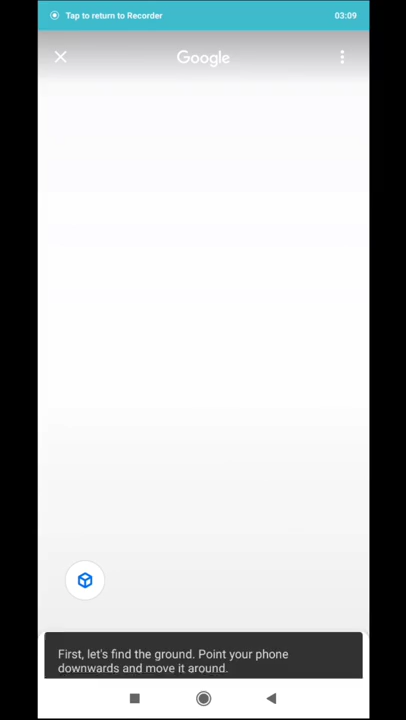 Tap to return to Recorder 03:09
Google
First, let's find the ground. Point your phone
downwards and move it around.